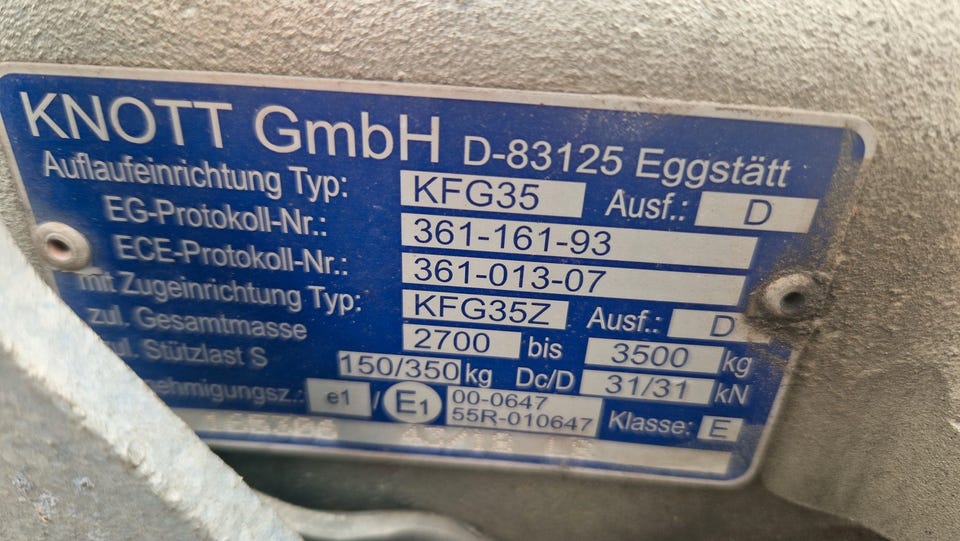 KNOTT GmbH D-83125 Eggstätt
Auflaufeinrichtung Typ: KFG35 Ausf.: D
EG-Protokoll-Nr.: 361-161-93
ECE-Protokoll-Nr.: 361-013-07
mit Zugeinrichtung Typ: KFG35Z Ausf.: D
zul. Gesamtmasse 2700 bis 3500 kg
zul. Stützlast S 150/350 kg Dc/D 31/31 kN
e1 / E1 00-0647
55R-010647 Klasse: E